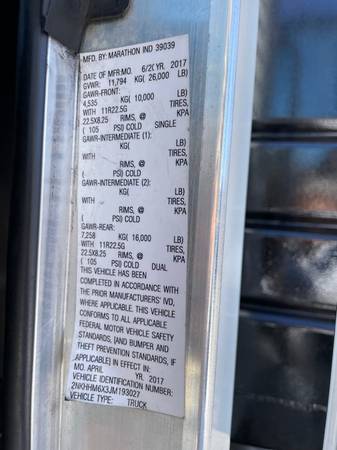 MFD. BY: MARATHON IND 39039
DATE OF MFR:MO. 6/20 YR. 2017
GVWR: 11,794 KG( 26,000 LB)
GAWR-FRONT:
4,535 KG( 10,000 LB)
WITH 11R22.5G TIRES,
22.5X8.25 RIMS, @ KPA
( 105 PSI) COLD SINGLE
GAWR-INTERMEDIATE (1):
KG( LB)
WITH TIRES,
RIMS, @ KPA
( PSI) COLD
GAWR-INTERMEDIATE (2):
KG( LB)
WITH TIRES,
RIMS, @ KPA
( PSI) COLD
GAWR-REAR:
7,258 KG( 16,000 LB)
WITH 11R22.5G TIRES,
22.5X8.25 RIMS, @ KPA
( 105 PSI) COLD DUAL
THIS VEHICLE HAS BEEN
COMPLETED IN ACCORDANCE WITH
THE PRIOR MANUFACTURERS' IVD,
WHERE APPLICABLE. THIS VEHICLE
CONFORMS TO ALL APPLICABLE
FEDERAL MOTOR VEHICLE SAFETY
STANDARDS, [AND BUMPER AND
THEFT PREVENTION STANDARDS, IF
APPLICABLE] IN EFFECT IN:
MO. APRIL YR. 2017
VEHICLE IDENTIFICATION NUMBER:
2NKHHM6X3JM193027
VEHICLE TYPE: TRUCK